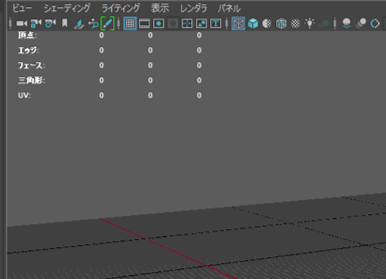 ビュー シェーディング ライティング 表示 レンダラ パネル
頂点: 0 0 0
エッジ: 0 0 0
フェース: 0 0 0
三角形: 0 0 0
UV: 0 0 0